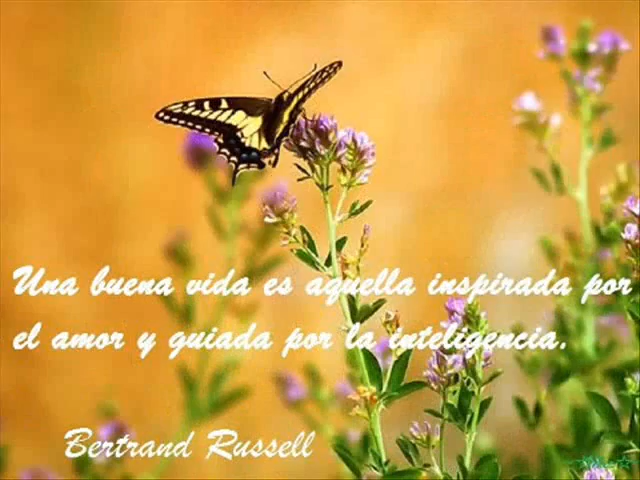 Una buena vida es aquella inspirada por
el amor y guiada por la inteligencia.
Bertrand Russell